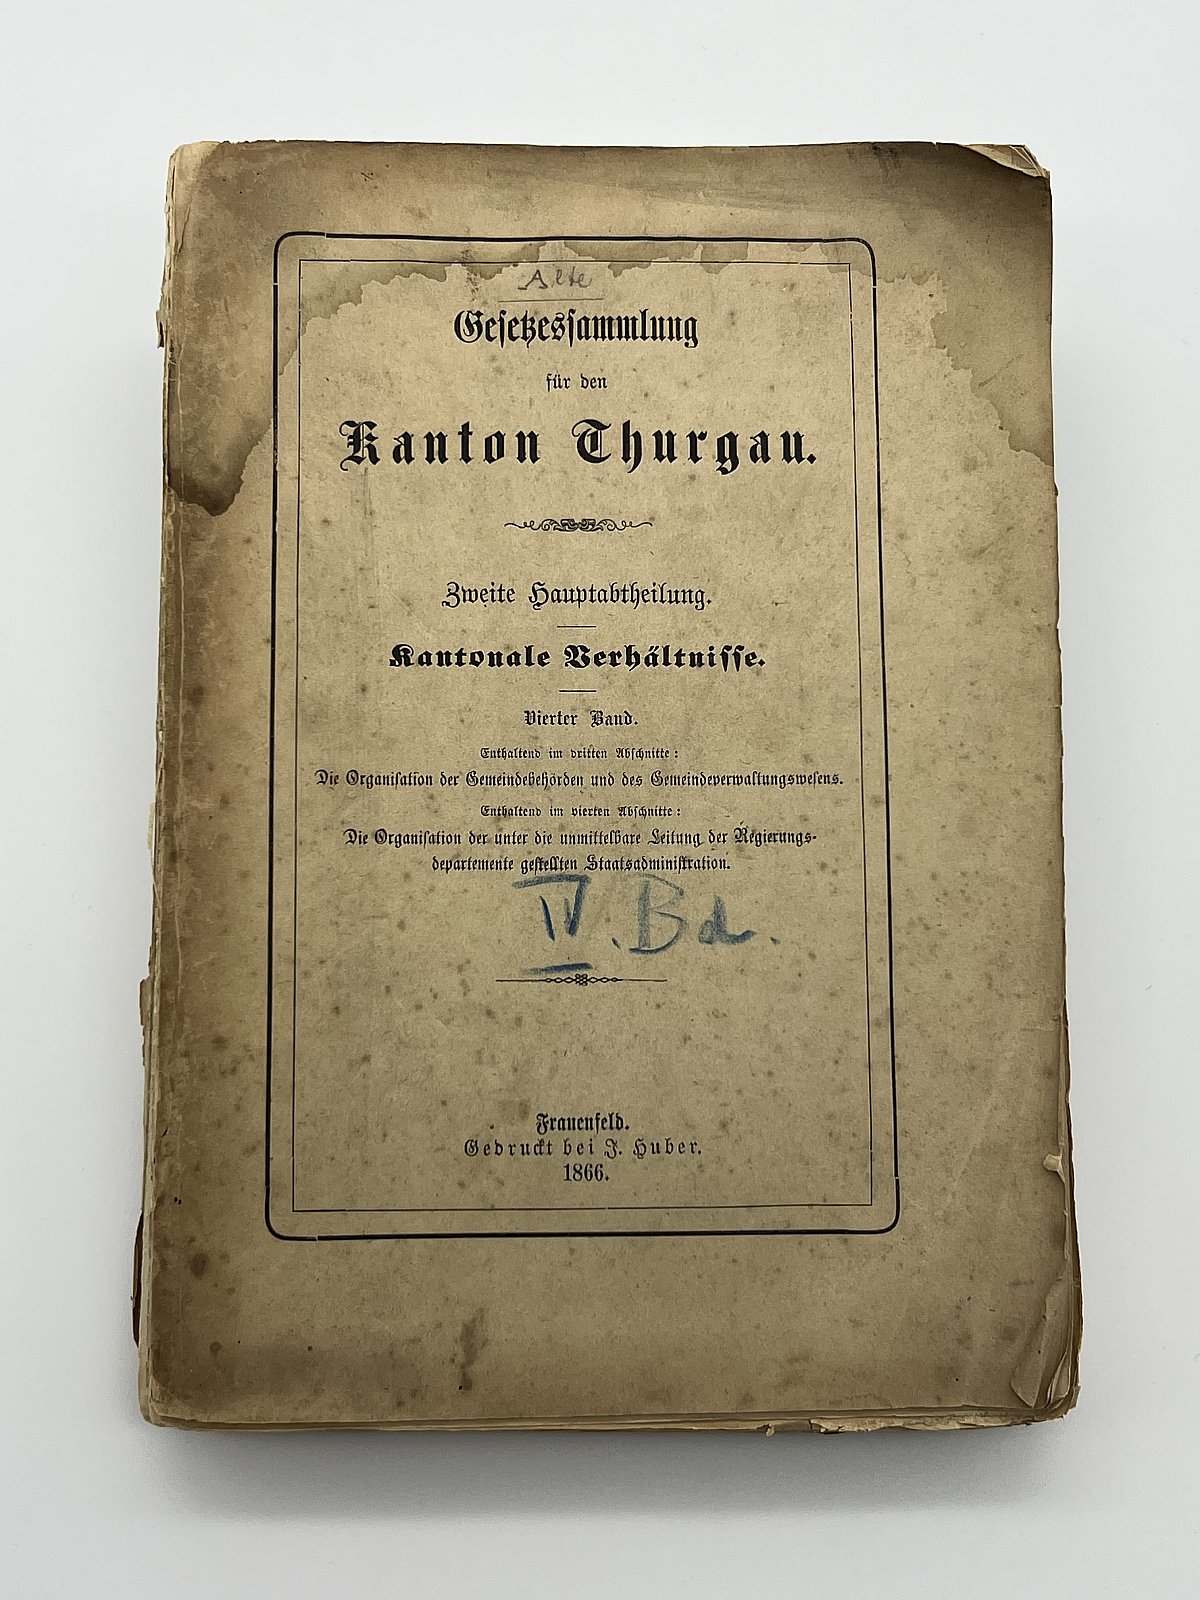 Alte
Gesetzessammlung
für den
Kanton Thurgau.
Zweite Hauptabtheilung.
Kantonale Verhältnisse.
Vierter Band.
Enthaltend im dritten Abschnitte:
Die Organisation der Gemeindebehörden und des Gemeindeverwaltungswesens.
Enthaltend im vierten Abschnitte:
Die Organisation der unter die unmittelbare Leitung der Regierungs-
departemente gestellten Staatsadministration.
IV. Bd.
Frauenfeld.
Gedruckt bei J. Huber.
1866.